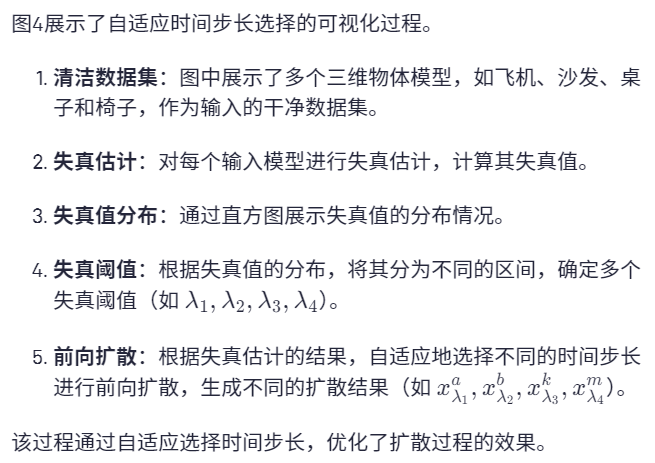 图4展示了自适应时间步长选择的可视化过程。
1. 清洁数据集：图中展示了多个三维物体模型，如飞机、沙发、桌
子和椅子，作为输入的干净数据集。
2. 失真估计：对每个输入模型进行失真估计，计算其失真值。
3. 失真值分布：通过直方图展示失真值的分布情况。
4. 失真阈值：根据失真值的分布，将其分为不同的区间，确定多个
失真阈值（如 λ₁, λ₂, λ₃, λ₄）。
5. 前向扩散：根据失真估计的结果，自适应地选择不同的时间步长
进行前向扩散，生成不同的扩散结果（如 $x^a_{\lambda_1}, x^b_{\lambda_2}, x^k_{\lambda_3}, x^m_{\lambda_4}$）。
该过程通过自适应选择时间步长，优化了扩散过程的效果。